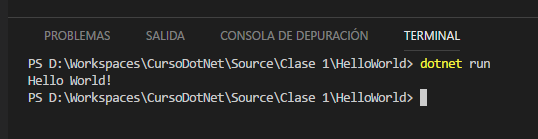 PROBLEMAS SALIDA CONSOLA DE DEPURACIÓN TERMINAL
PS D:\Workspaces\CursoDotNet\Source\Clase 1\HelloWorld> dotnet run
Hello World!
PS D:\Workspaces\CursoDotNet\Source\Clase 1\HelloWorld>